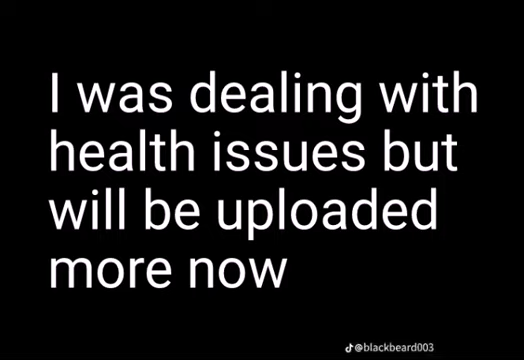 I was dealing with
health issues but
will be uploaded
more now
@blackbeard003